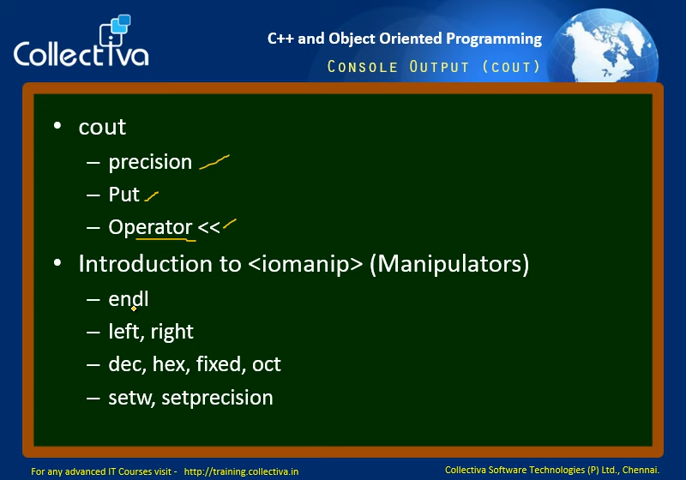 Collectiva
C++ and Object Oriented Programming
Console Output (cout)
• cout
– precision
– Put
– Operator <<
• Introduction to <iomanip> (Manipulators)
– endl
– left, right
– dec, hex, fixed, oct
– setw, setprecision
For any advanced IT Courses visit - http://training.collectiva.in
Collectiva Software Technologies (P) Ltd., Chennai.